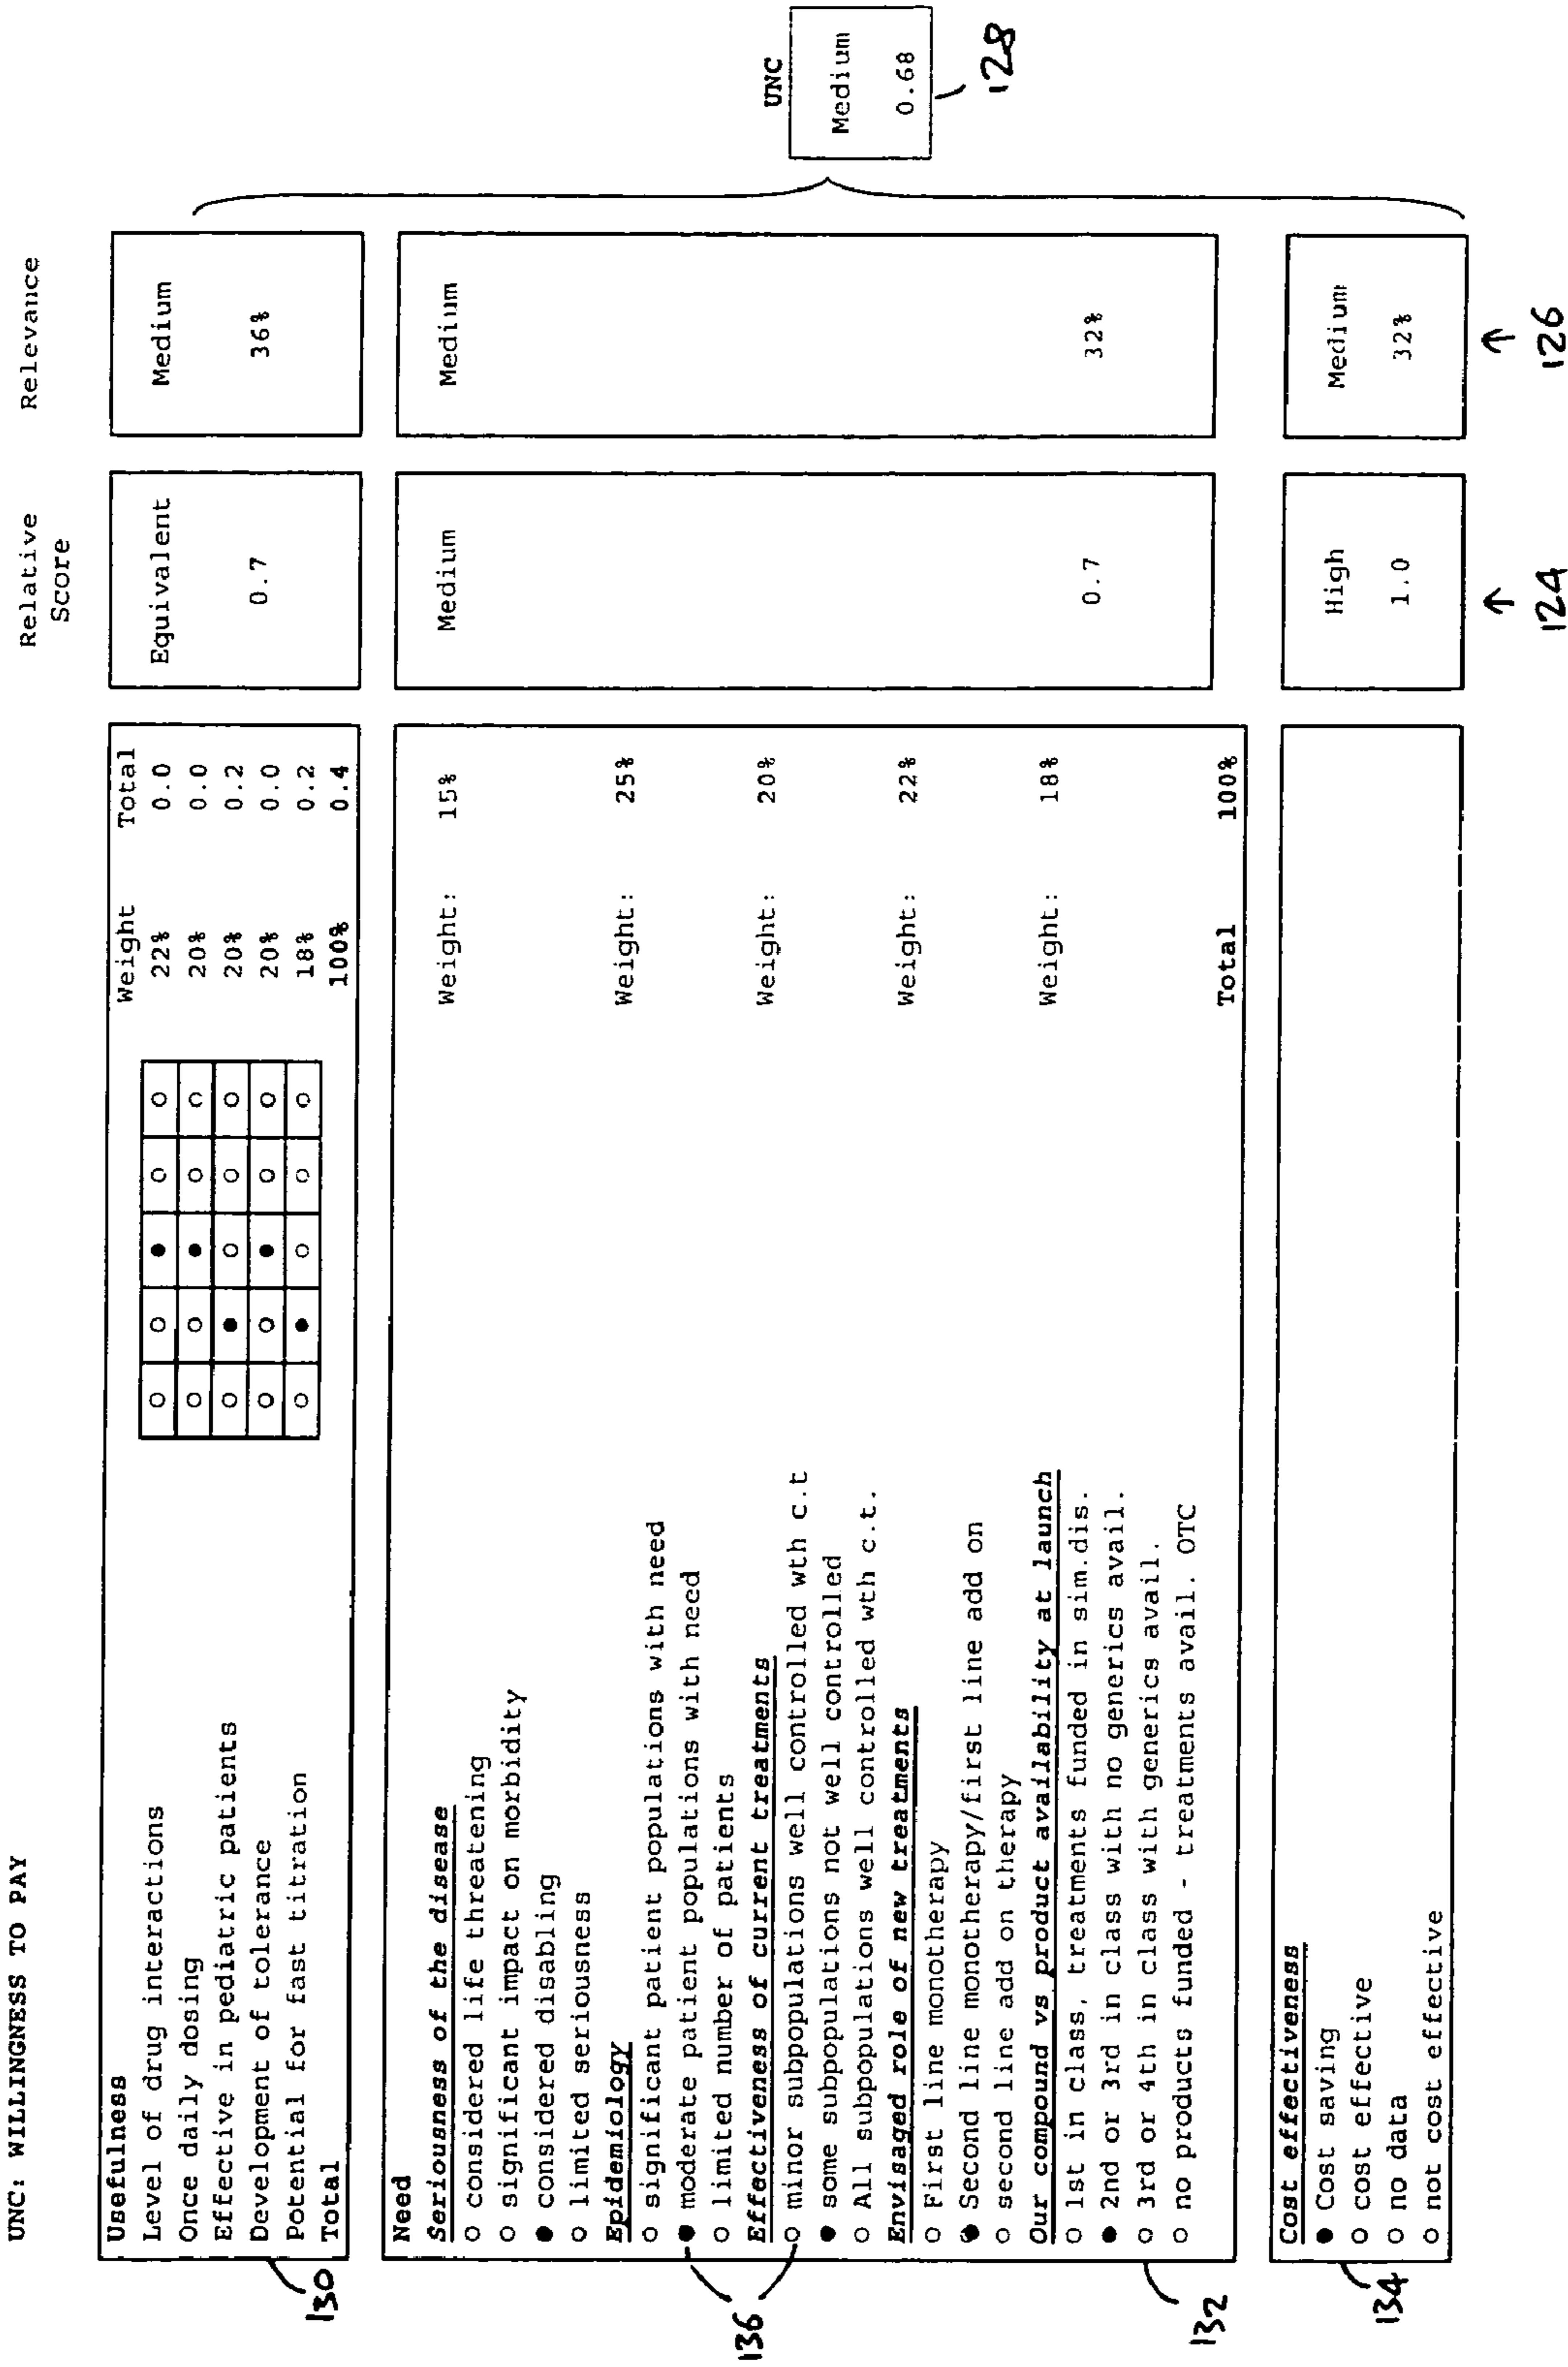 UNC: WILLINGNESS TO PAY
Relative Score
Relevance
Usefulness Weight Total
Level of drug interactions 22% 0.0
Once daily dosing 20% 0.0
Effective in pediatric patients 20% 0.2
Development of tolerance 20% 0.0
Potential for fast titration 18% 0.2
Total 100% 0.4
Equivalent
0.7
Medium
36%
130
Need
Seriousness of the disease Weight: 15%
considered life threatening
significant impact on morbidity
considered disabling
limited seriousness
Epidemiology Weight: 25%
significant patient populations with need
moderate patient populations with need
limited number of patients
Effectiveness of current treatments Weight: 20%
minor subpopulations well controlled wth c.t
some subpopulations not well controlled
All subpopulations well controlled wth c.t.
Envisaged role of new treatments Weight: 22%
First line monotherapy
Second line monotherapy/first line add on
second line add on therapy
Our compound vs product availability at launch Weight: 18%
1st in class, treatments funded in sim.dis.
2nd or 3rd in class with no generics avail.
3rd or 4th in class with generics avail.
no products funded - treatments avail. OTC
Total 100%
Medium
0.7
Medium
32%
136
132
UNC
Medium
0.68
128
Cost effectiveness
Cost saving
cost effective
no data
not cost effective
High
1.0
Medium
32%
134
124
126